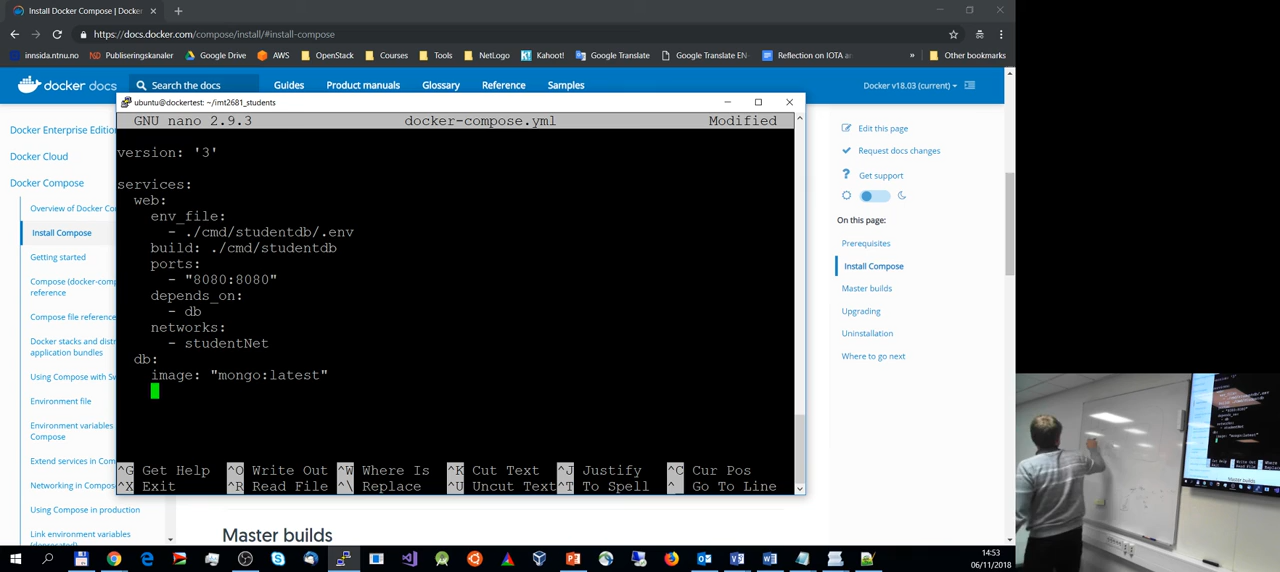 Install Docker Compose | Docker
https://docs.docker.com/compose/install/#install-compose
innsida.ntnu.no
Publiseringskanaler
Google Drive
AWS
OpenStack
Courses
Tools
NetLogo
Kahoot!
Google Translate
Google Translate EN-
Reflection on IOTA
»
Other bookmarks
docker docs
Search the docs
Guides
Product manuals
Glossary
Reference
Samples
Docker v18.03 (current)
Docker Enterprise Edition
Docker Cloud
Docker Compose
Overview of Docker Co
Install Compose
Getting started
Compose (docker-comp
reference
Compose file reference
Docker stacks and distr
application bundles
Using Compose with Sw
Environment file
Environment variables
Compose
Extend services in Com
Networking in Compos
Using Compose in production
Link environment variables
(deprecated)
ubuntu@dockertest: ~/imt2681_students
GNU nano 2.9.3 docker-compose.yml Modified
version: '3'
services:
web:
env_file:
- ./cmd/studentdb/.env
build: ./cmd/studentdb
ports:
- "8080:8080"
depends_on:
- db
networks:
- studentNet
db:
image: "mongo:latest"
^G Get Help ^O Write Out ^W Where Is ^K Cut Text ^J Justify ^C Cur Pos
^X Exit ^R Read File ^\ Replace ^U Uncut Text ^T To Spell ^_ Go To Line
Master builds
Edit this page
Request docs changes
Get support
On this page:
Prerequisites
Install Compose
Master builds
Upgrading
Uninstallation
Where to go next
14:53
06/11/2018